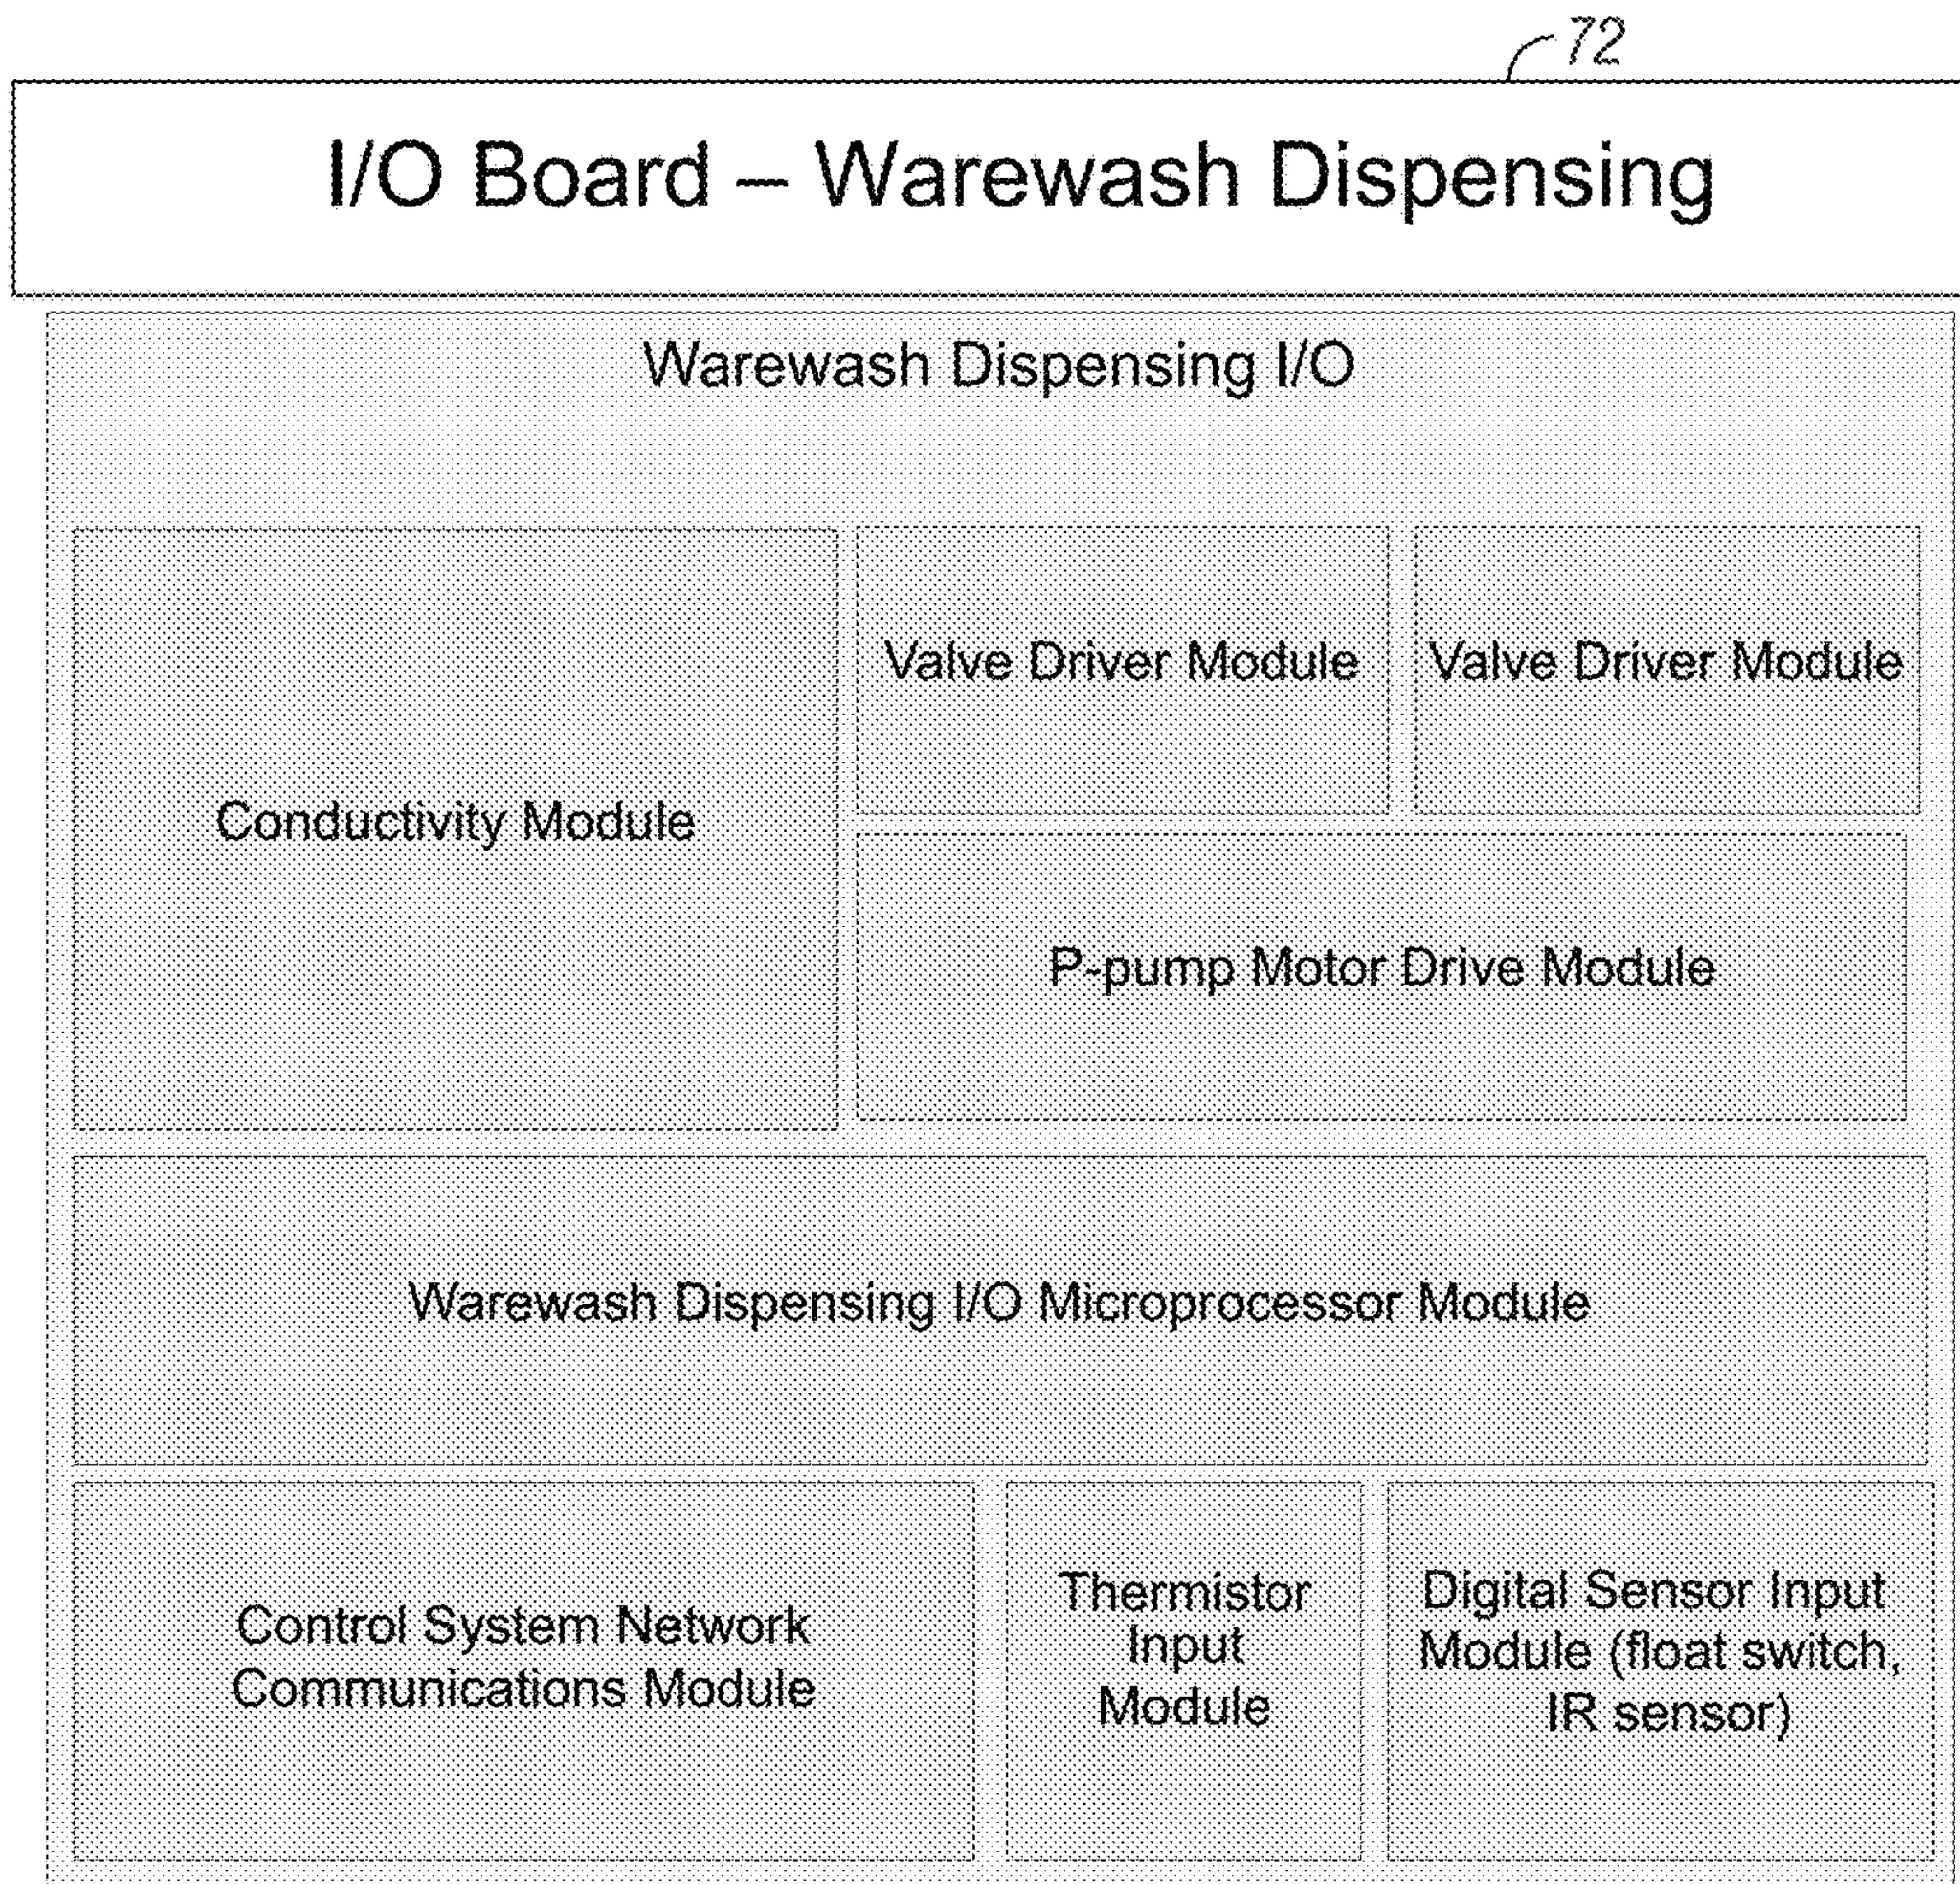 72
I/O Board – Warewash Dispensing
Warewash Dispensing I/O
Valve Driver Module
Valve Driver Module
Conductivity Module
P-pump Motor Drive Module
Warewash Dispensing I/O Microprocessor Module
Control System Network
Communications Module
Thermistor
Input
Module
Digital Sensor Input
Module (float switch,
IR sensor)